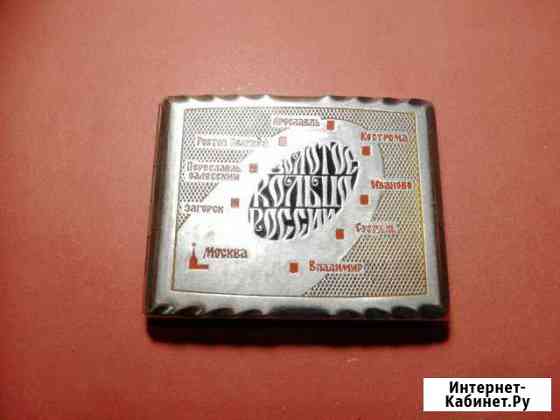 Ярославль
Ростов Великий
Кострома
Переславль
Залесский
Золотое
Кольцо
России
Иваново
Загорск
Суздаль
Москва
Владимир
Интернет-
Кабинет.Ру